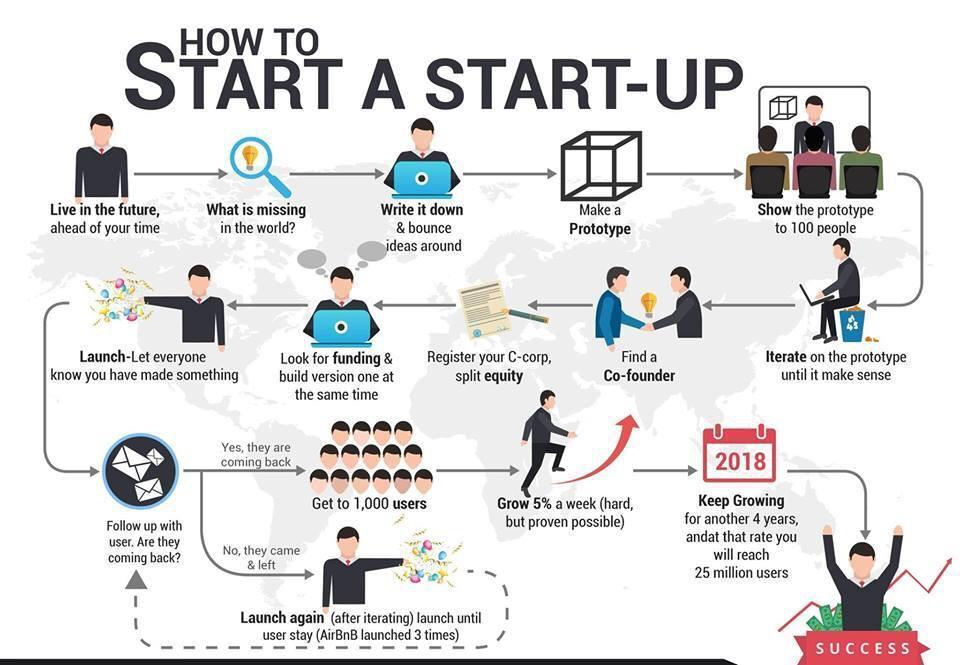 HOW TO
START A START-UP
Live in the future,
ahead of your time
What is missing
in the world?
Write it down
& bounce
ideas around
Make a
Prototype
Show the prototype
to 100 people
Launch-Let everyone
know you have made something
Look for funding &
build version one at
the same time
Register your C-corp,
split equity
Find a
Co-founder
Iterate on the prototype
until it make sense
Follow up with
user. Are they
coming back?
Yes, they are
coming back
Get to 1,000 users
Grow 5% a week (hard,
but proven possible)
2018
Keep Growing
for another 4 years,
andat that rate you
will reach
25 million users
No, they came
& left
Launch again (after iterating) launch until
user stay (AirBnB launched 3 times)
SUCCESS